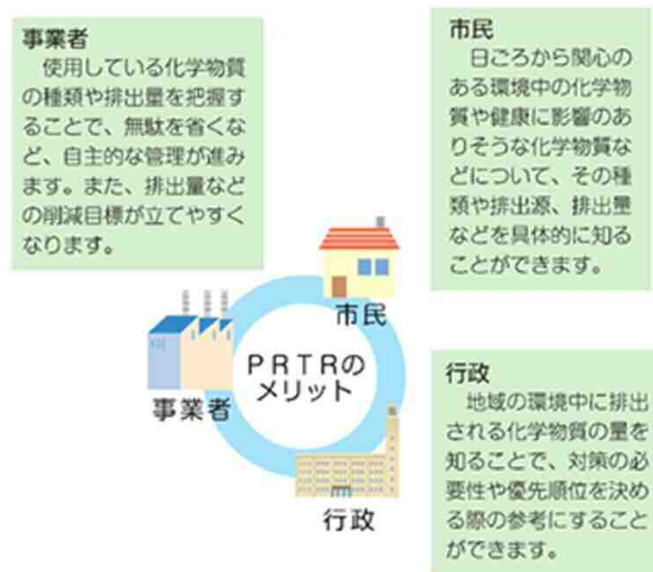 事業者
使用している化学物質
の種類や排出量を把握す
ることで、無駄を省くな
ど、自主的な管理が進み
ます。また、排出量など
の削減目標が立てやすく
なります。
市民
日ごろから関心の
ある環境中の化学物
質や健康に影響のあ
りそうな化学物質な
どについて、その種
類や排出源、排出量
などを具体的に知る
ことができます。
市民
PRTRの
メリット
事業者
行政
行政
地域の環境中に排出
される化学物質の量を
知ることで、対策の必
要性や優先順位を決め
る際の参考にすること
ができます。